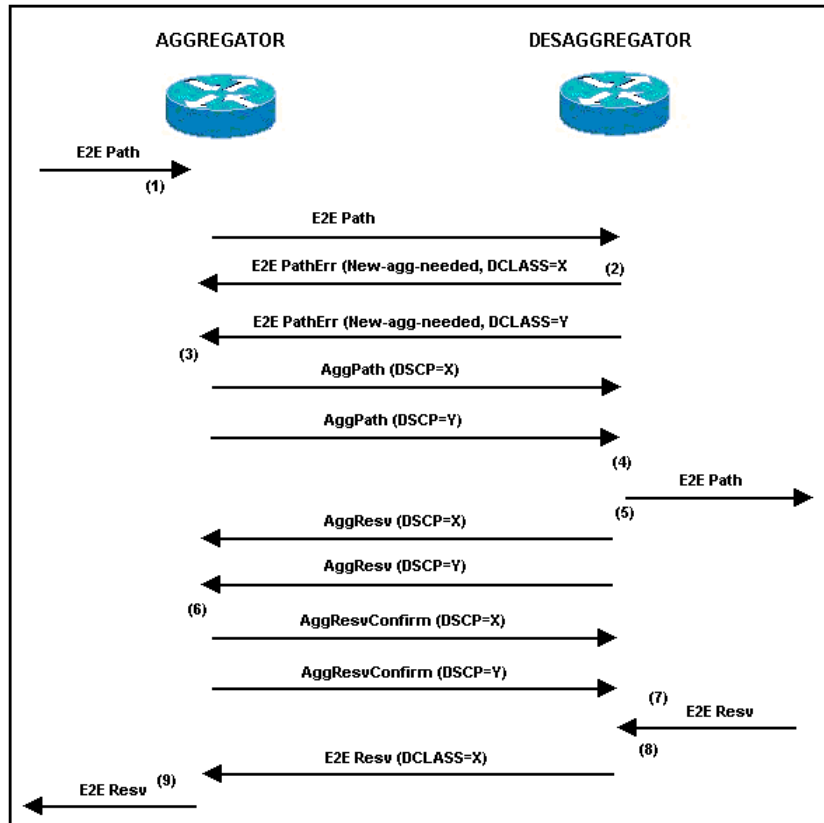 AGGREGATOR
DESAGGREGATOR
E2E Path
(1)
E2E Path
E2E PathErr (New-agg-needed, DCLASS=X
(2)
E2E PathErr (New-agg-needed, DCLASS=Y
(3)
AggPath (DSCP=X)
AggPath (DSCP=Y)
(4)
E2E Path
(5)
AggResv (DSCP=X)
AggResv (DSCP=Y)
(6)
AggResvConfirm (DSCP=X)
AggResvConfirm (DSCP=Y)
(7)
E2E Resv
(8)
E2E Resv (DCLASS=X)
(9)
E2E Resv